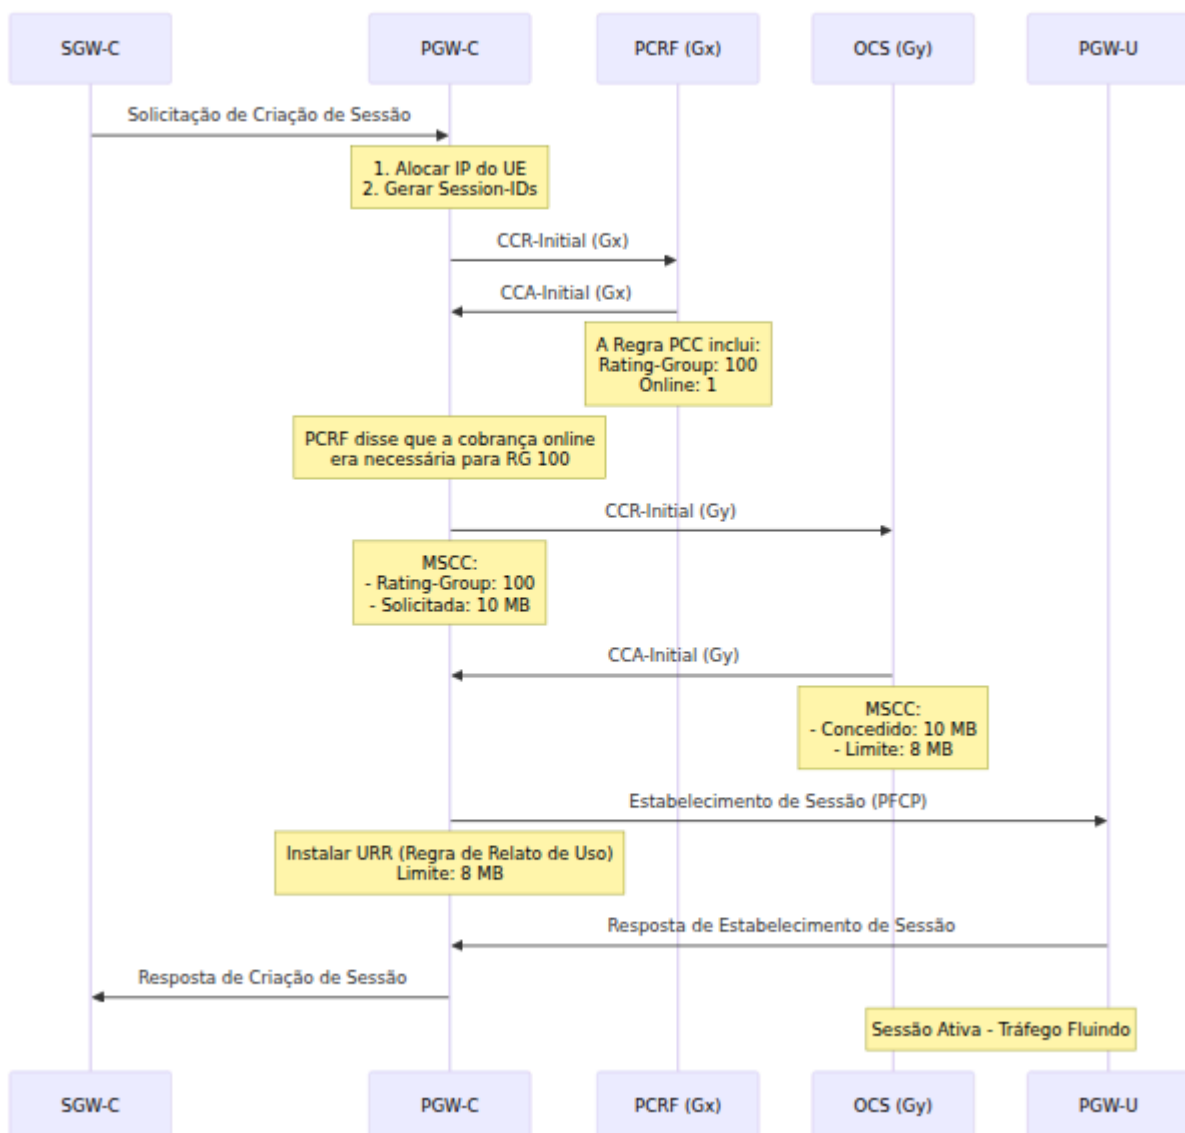 SGW-C
PGW-C
PCRF (Gx)
OCS (Gy)
PGW-U
Solicitação de Criação de Sessão
1. Alocar IP do UE
2. Gerar Session-IDs
CCR-Initial (Gx)
CCA-Initial (Gx)
A Regra PCC inclui:
Rating-Group: 100
Online: 1
PCRF disse que a cobrança online
era necessária para RG 100
CCR-Initial (Gy)
MSCC:
- Rating-Group: 100
- Solicitada: 10 MB
CCA-Initial (Gy)
MSCC:
- Concedido: 10 MB
- Limite: 8 MB
Estabelecimento de Sessão (PFCP)
Instalar URR (Regra de Relato de Uso)
Limite: 8 MB
Resposta de Estabelecimento de Sessão
Resposta de Criação de Sessão
Sessão Ativa - Tráfego Fluindo
SGW-C
PGW-C
PCRF (Gx)
OCS (Gy)
PGW-U